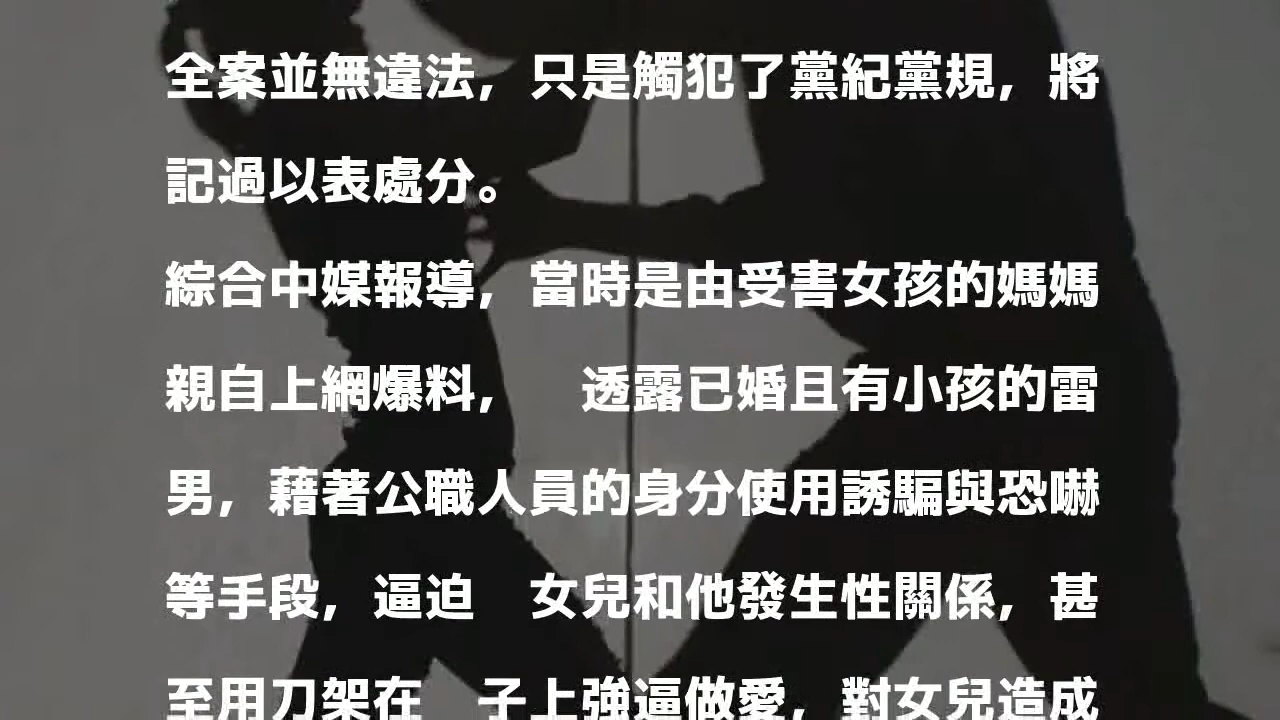 全案並無違法，只是觸犯了黨紀黨規，將
記過以表處分。
綜合中媒報導，當時是由受害女孩的媽媽
親自上網爆料，　透露已婚且有小孩的雷
男，藉著公職人員的身分使用誘騙與恐嚇
等手段，逼迫　女兒和他發生性關係，甚
至用刀架在　子上強逼做愛，對女兒造成